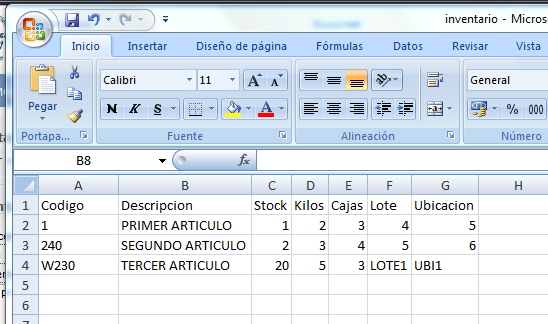 inventario - Micros
Inicio Insertar Diseño de página Fórmulas Datos Revisar Vista
Pegar
Calibri 11 A A General
N K S A % 000
Portapa... Fuente Alineación Número
B8 fx
A B C D E F G H
1 Codigo Descripcion Stock Kilos Cajas Lote Ubicacion
2 1 PRIMER ARTICULO 1 2 3 4 5
3 240 SEGUNDO ARTICULO 2 3 4 5 6
4 W230 TERCER ARTICULO 20 5 3 LOTE1 UBI1
5
6
7